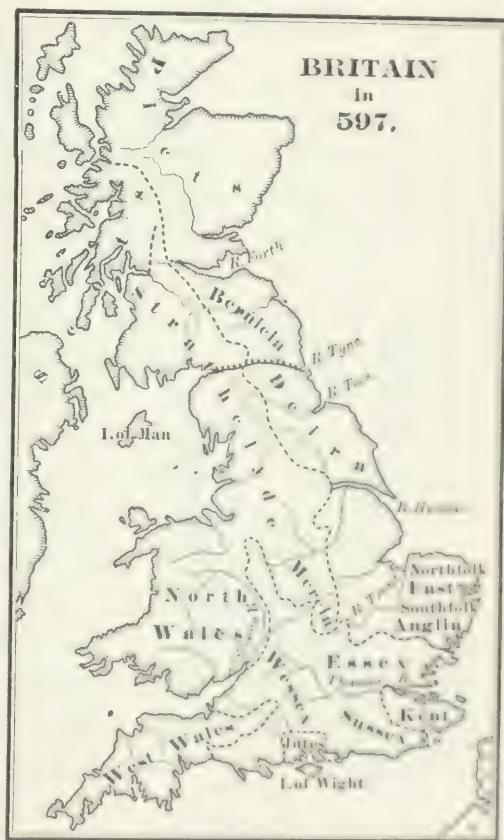 BRITAIN
in
597.
Picts
R. Forth
Strathclyde
Bernicia
R. Tyne
R. Tees
Deira
I. of Man
R. Humber
Northfolk
East
Southfolk
Anglia
Mercia
North
Wales
Essex
Wessex
Kent
Sussex
West Wales
Jutes
I. of Wight